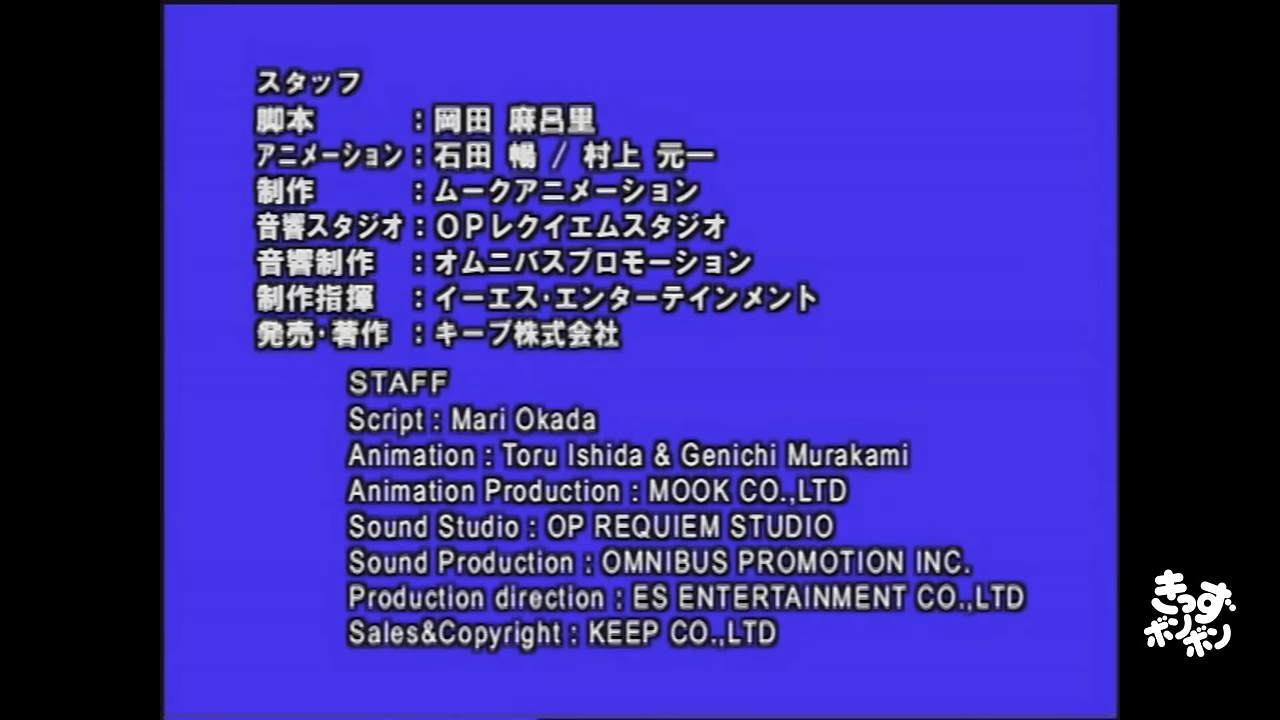 スタッフ
脚本 : 岡田 麻呂里
アニメーション : 石田 暢 / 村上 元一
制作 : ムークアニメーション
音響スタジオ : OPレクイエムスタジオ
音響制作 : オムニバスプロモーション
制作指揮 : イーエス·エンターテインメント
発売·著作 : キープ株式会社
STAFF
Script : Mari Okada
Animation : Toru Ishida & Genichi Murakami
Animation Production : MOOK CO.,LTD
Sound Studio : OP REQUIEM STUDIO
Sound Production : OMNIBUS PROMOTION INC.
Production direction : ES ENTERTAINMENT CO.,LTD
Sales&Copyright : KEEP CO.,LTD
きっず
ボンボン